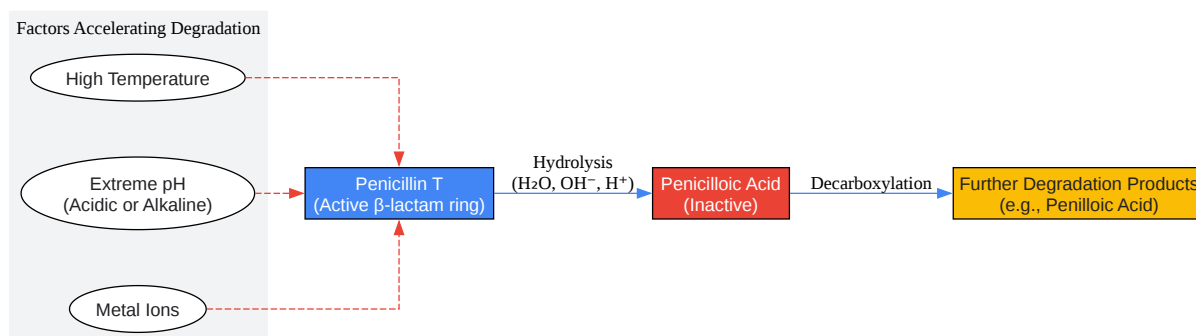 Factors Accelerating Degradation
High Temperature
Extreme pH
(Acidic or Alkaline)
Metal Ions
Penicillin T
(Active β-lactam ring)
Hydrolysis
(H₂O, OH⁻, H⁺)
Penicilloic Acid
(Inactive)
Decarboxylation
Further Degradation Products
(e.g., Penilloic Acid)